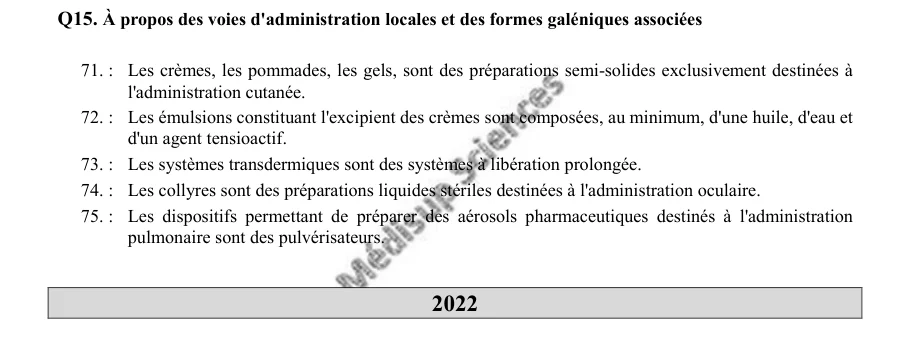 Q15. À propos des voies d'administration locales et des formes galéniques associées
71. : Les crèmes, les pommades, les gels, sont des préparations semi-solides exclusivement destinées à
l'administration cutanée.
72. : Les émulsions constituant l'excipient des crèmes sont composées, au minimum, d'une huile, d'eau et
d'un agent tensioactif.
73. : Les systèmes transdermiques sont des systèmes à libération prolongée.
74. : Les collyres sont des préparations liquides stériles destinées à l'administration oculaire.
75. : Les dispositifs permettant de préparer des aérosols pharmaceutiques destinés à l'administration
pulmonaire sont des pulvérisateurs.
Médisup Sciences
2022